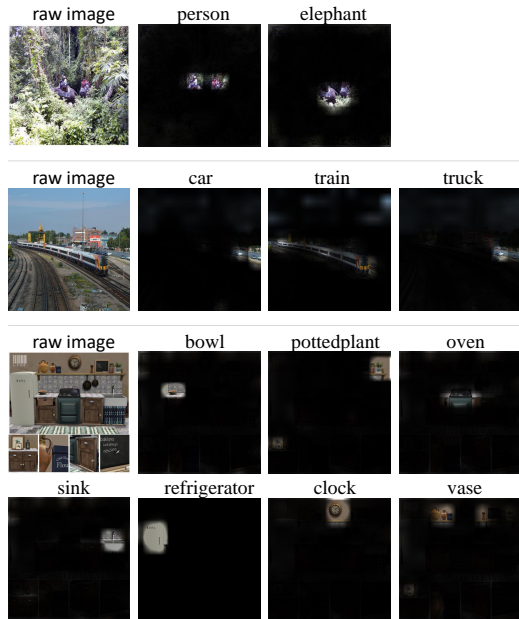 raw image person elephant
raw image car train truck
raw image bowl pottedplant oven
sink refrigerator clock vase